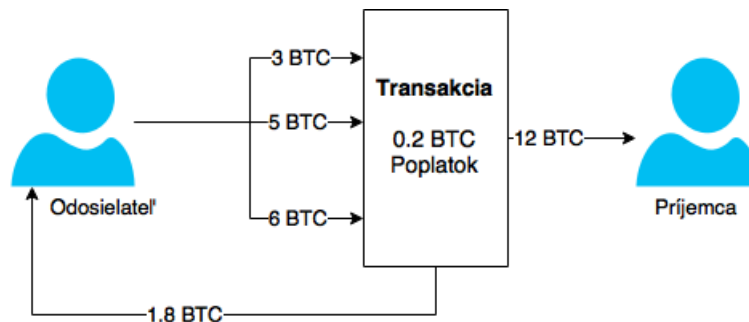 3 BTC
Transakcia
5 BTC
0.2 BTC
Poplatok
12 BTC
Odosielateľ
6 BTC
Príjemca
1.8 BTC